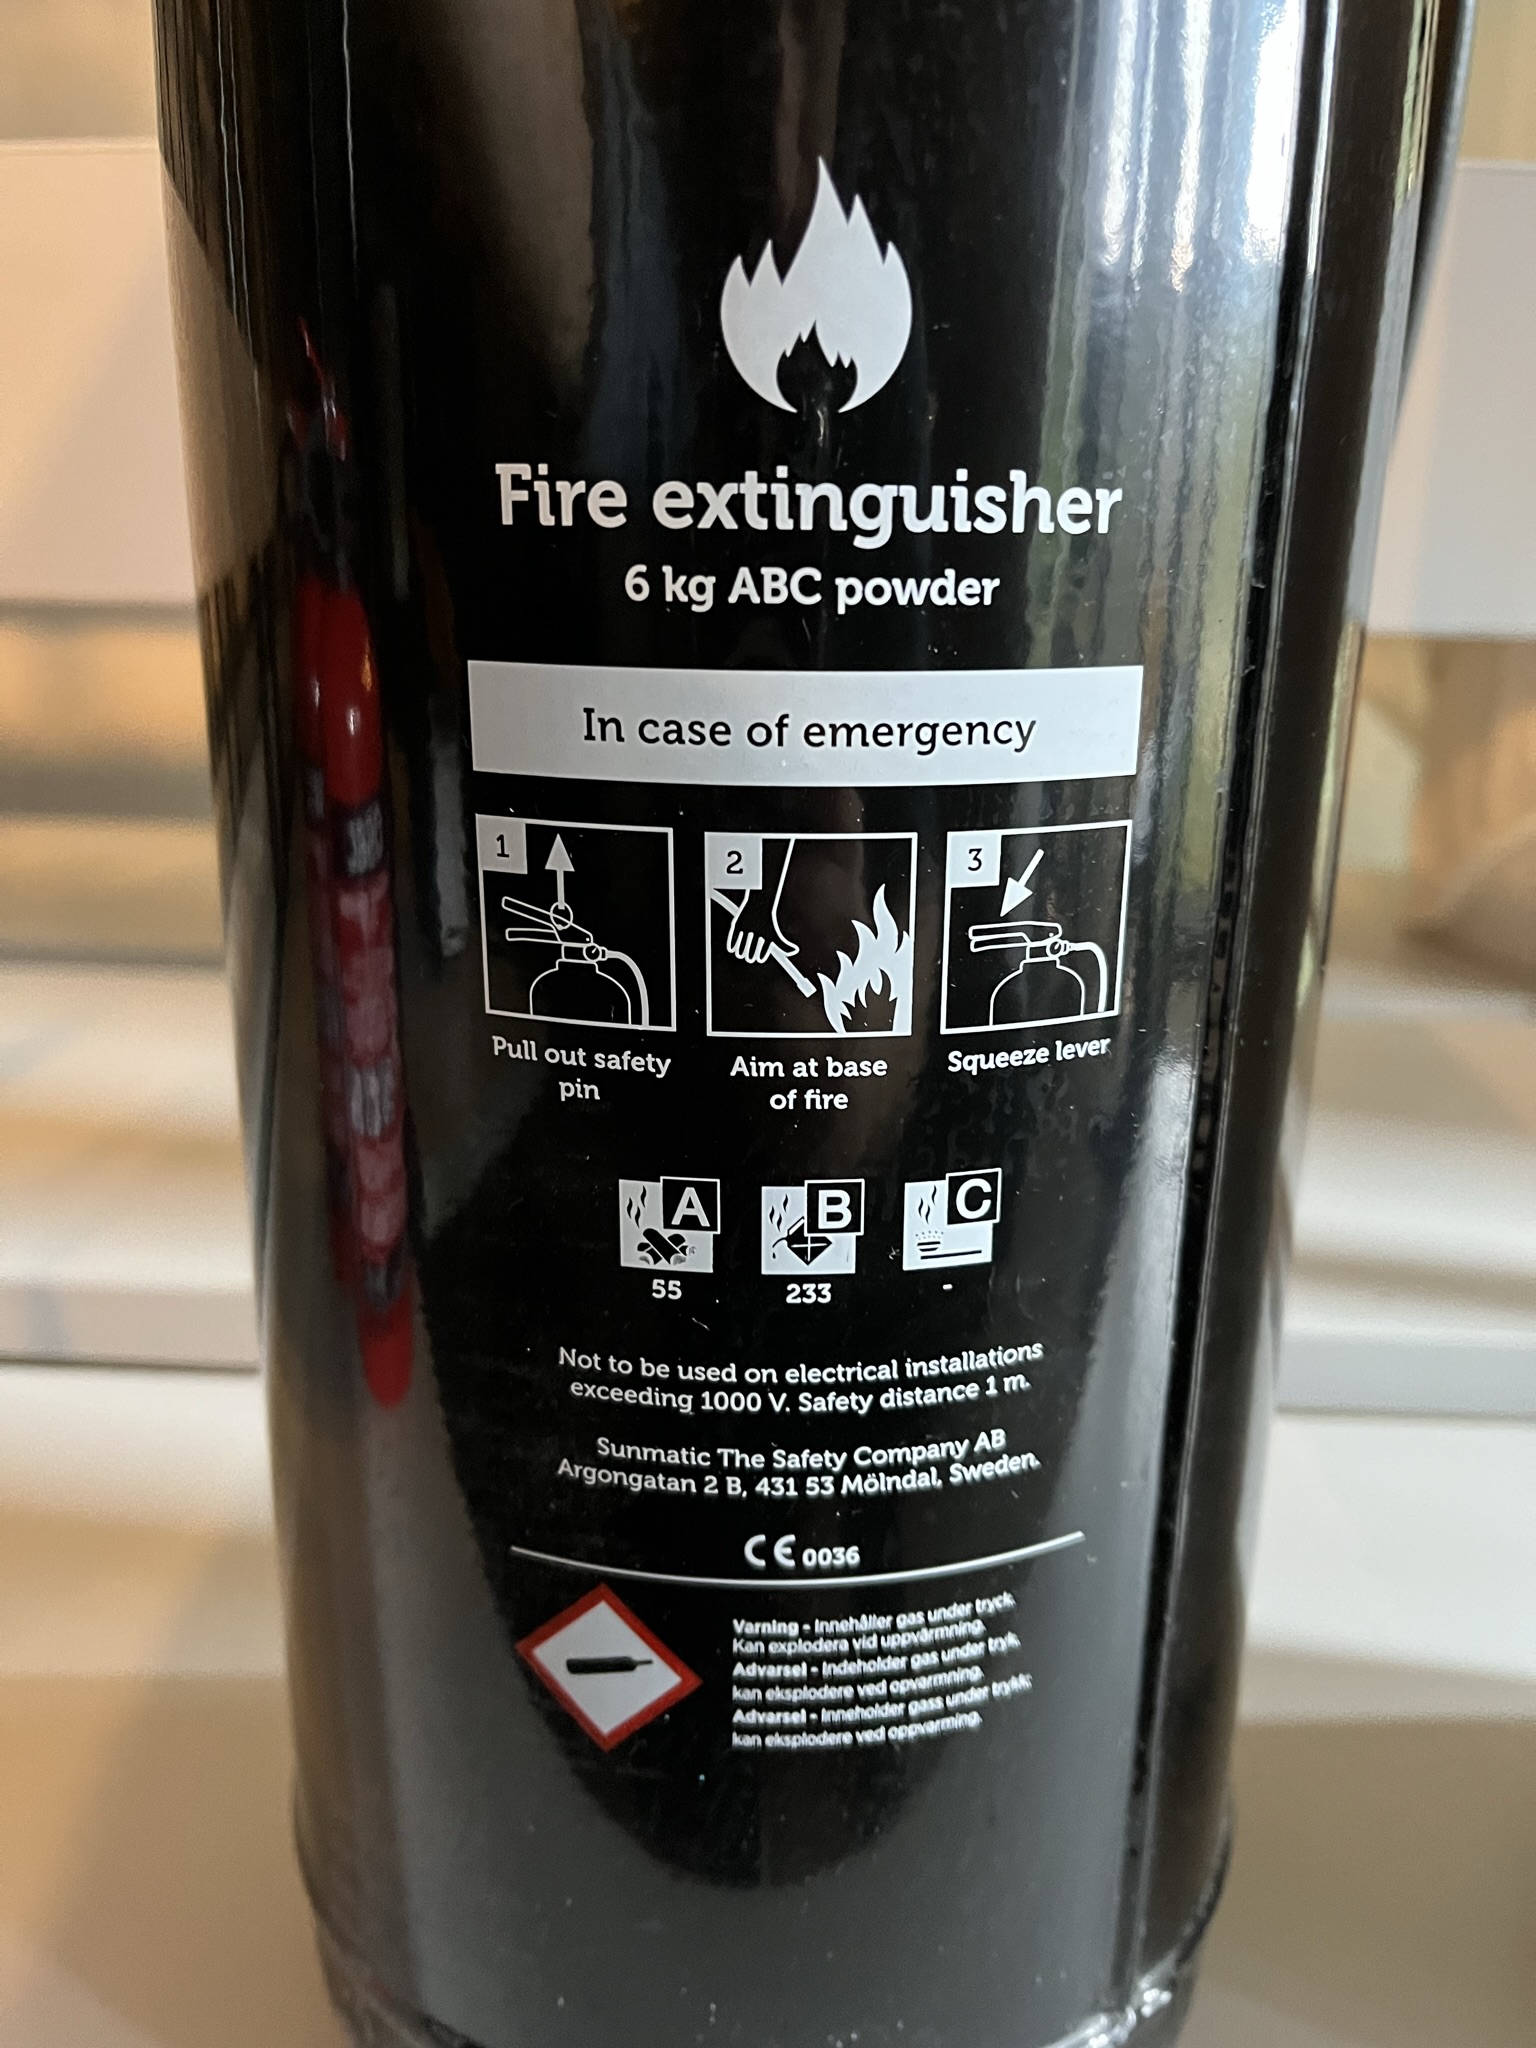 Fire extinguisher
6 kg ABC powder
In case of emergency
1
2
3
Pull out safety
pin
Aim at base
of fire
Squeeze lever
A
B
C
55
233
-
Not to be used on electrical installations
exceeding 1000 V. Safety distance 1 m.
Sunmatic The Safety Company AB
Argongatan 2 B, 431 53 Mölndal, Sweden.
CE 0036
Varning - Innehåller gas under tryck.
Kan explodera vid uppvärmning.
Advarsel - Indeholder gas under tryk.
kan eksplodere ved opvarmning.
Advarsel - Inneholder gass under trykk:
kan eksplodere ved oppvarming.